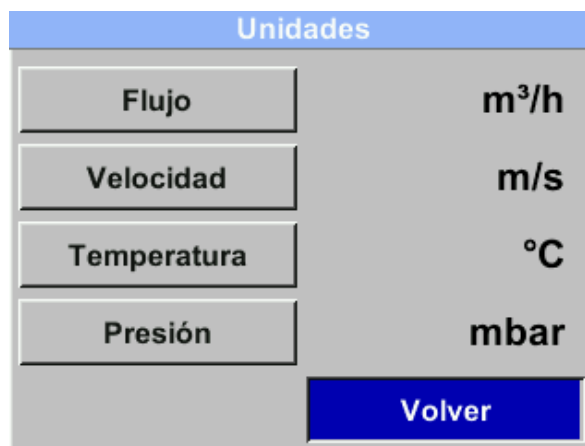 Unidades
Flujo m³/h
Velocidad m/s
Temperatura °C
Presión mbar
Volver